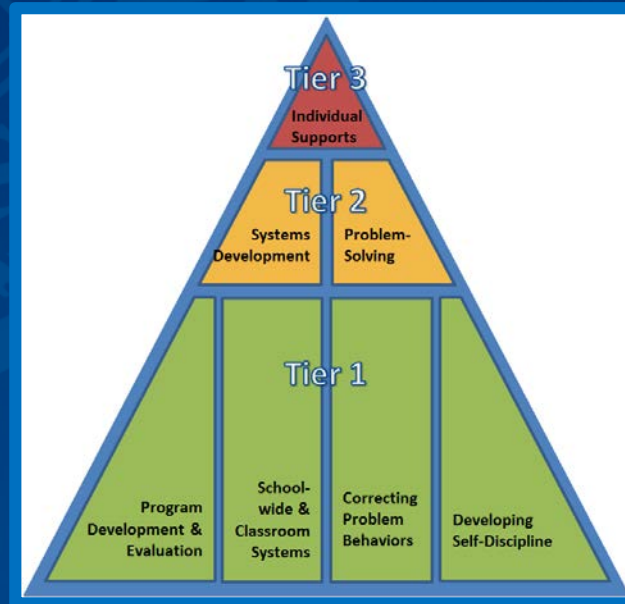 Tier 3
Individual
Supports
Tier 2
Systems
Development
Problem-
Solving
Tier 1
Program
Development &
Evaluation
School-
wide &
Classroom
Systems
Correcting
Problem
Behaviors
Developing
Self-Discipline